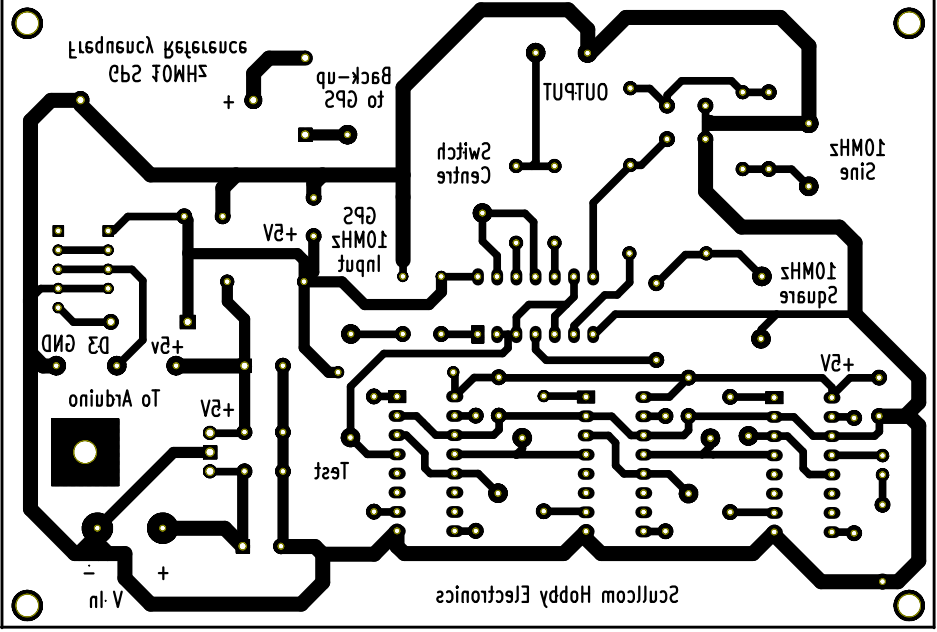 GPS 10MHz
Frequency Reference
+
Back-up
to GPS
OUTPUT
Switch
Centre
10MHz
Sine
GPS
10MHz
Input
+5V
10MHz
Square
GND
D3
+5v
+5V
To Arduino
+5V
Test
-
+
V In
Scullcom Hobby Electronics